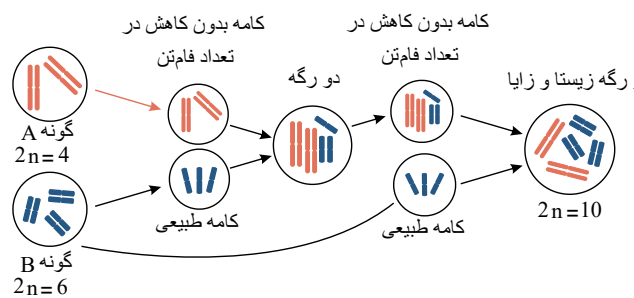 کامه بدون کاهش در
تعداد فام‌تن
کامه بدون کاهش در
تعداد فام‌تن
دو رگه
رگه زیستا و زایا
گونه A
2n=4
کامه طبیعی
کامه طبیعی
2n=10
گونه B
2n=6